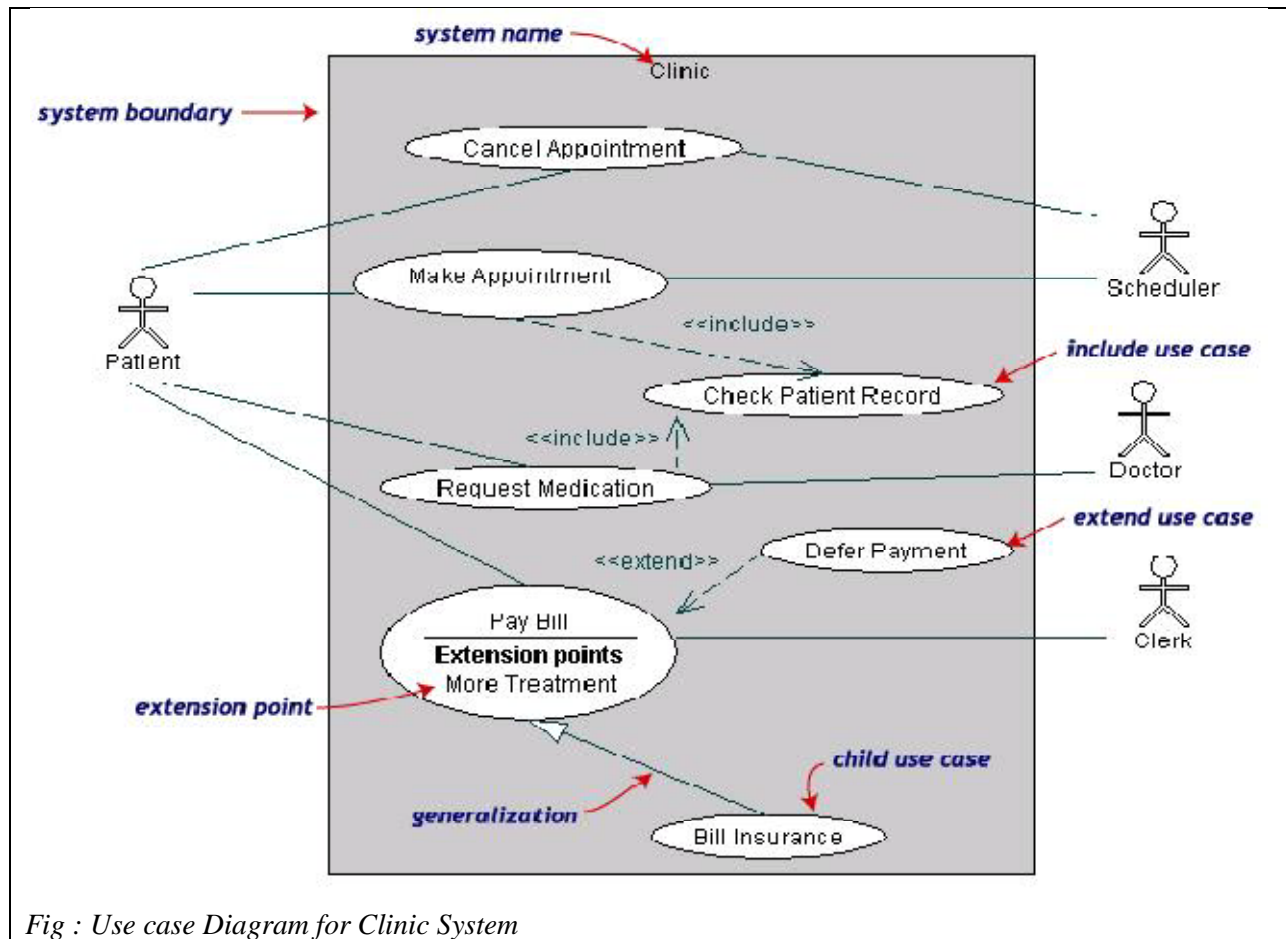 system name
Clinic
system boundary
Cancel Appointment
Make Appointment
Scheduler
<<include>>
Patient
include use case
Check Patient Record
<<include>>
Doctor
Request Medication
extend use case
Defer Payment
<<extend>>
Pay Bill
Clerk
Extension points
More Treatment
extension point
child use case
generalization
Bill Insurance
Fig : Use case Diagram for Clinic System